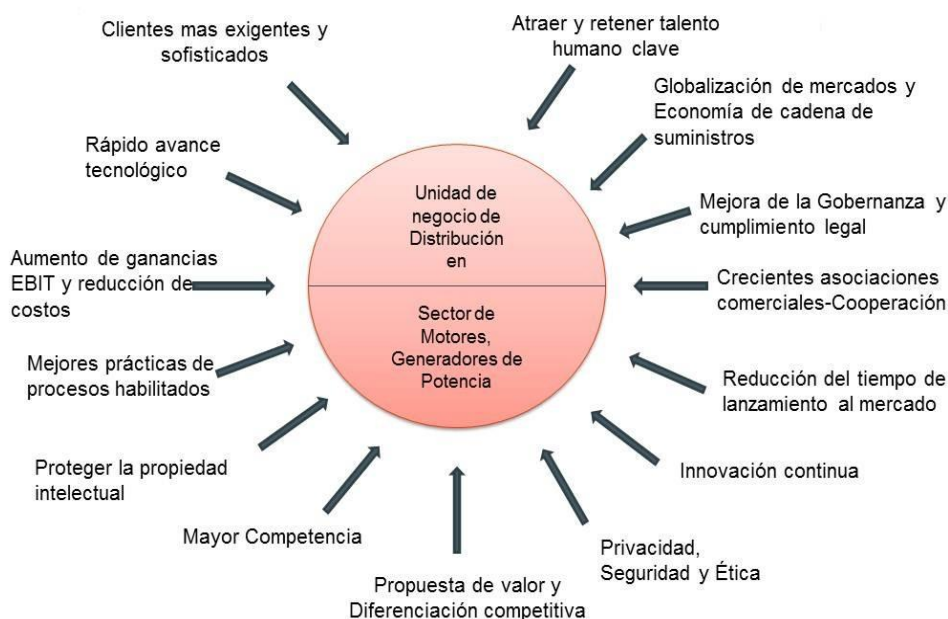 Clientes mas exigentes y
sofisticados
Atraer y retener talento
humano clave
Globalización de mercados y
Economía de cadena de
suministros
Rápido avance
tecnológico
Unidad de
negocio de
Distribución
en
Mejora de la Gobernanza y
cumplimiento legal
Aumento de ganancias
EBIT y reducción de
costos
Crecientes asociaciones
comerciales-Cooperación
Sector de
Motores,
Generadores de
Potencia
Mejores prácticas de
procesos habilitados
Reducción del tiempo de
lanzamiento al mercado
Proteger la propiedad
intelectual
Innovación continua
Mayor Competencia
Privacidad,
Seguridad y Ética
Propuesta de valor y
Diferenciación competitiva